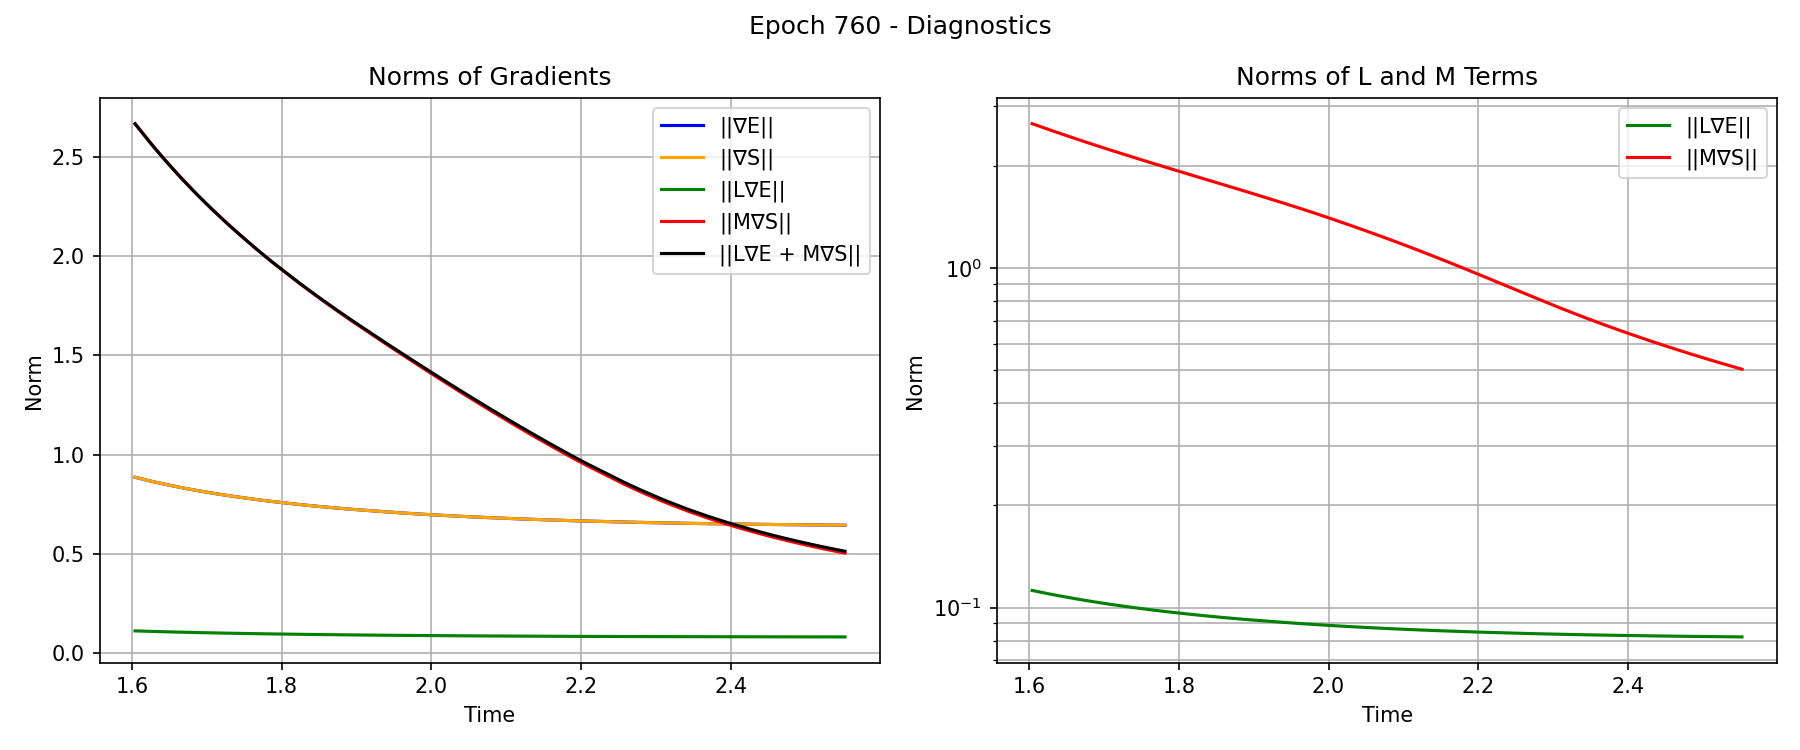 Epoch 760 - Diagnostics
Norms of Gradients
Norm
2.5
2.0
1.5
1.0
0.5
0.0
||∇E||
||∇S||
||L∇E||
||M∇S||
||L∇E + M∇S||
1.6 1.8 2.0 2.2 2.4
Time
Norms of L and M Terms
Norm
10⁰
10⁻¹
||L∇E||
||M∇S||
1.6 1.8 2.0 2.2 2.4
Time